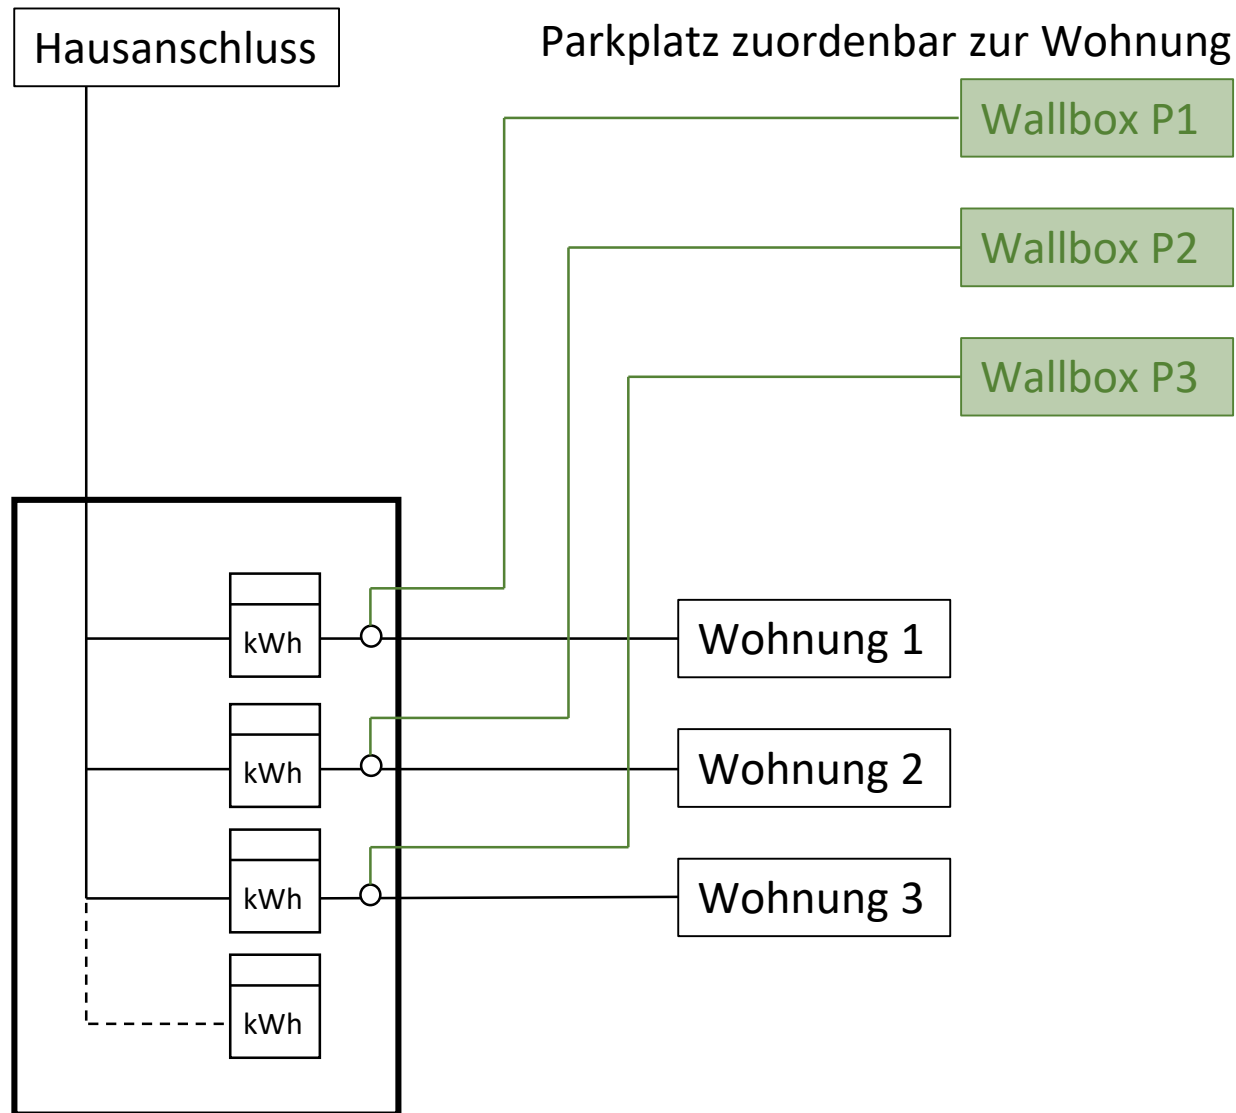 Hausanschluss
Parkplatz zuordenbar zur Wohnung
Wallbox P1
Wallbox P2
Wallbox P3
kWh
Wohnung 1
kWh
Wohnung 2
kWh
Wohnung 3
kWh